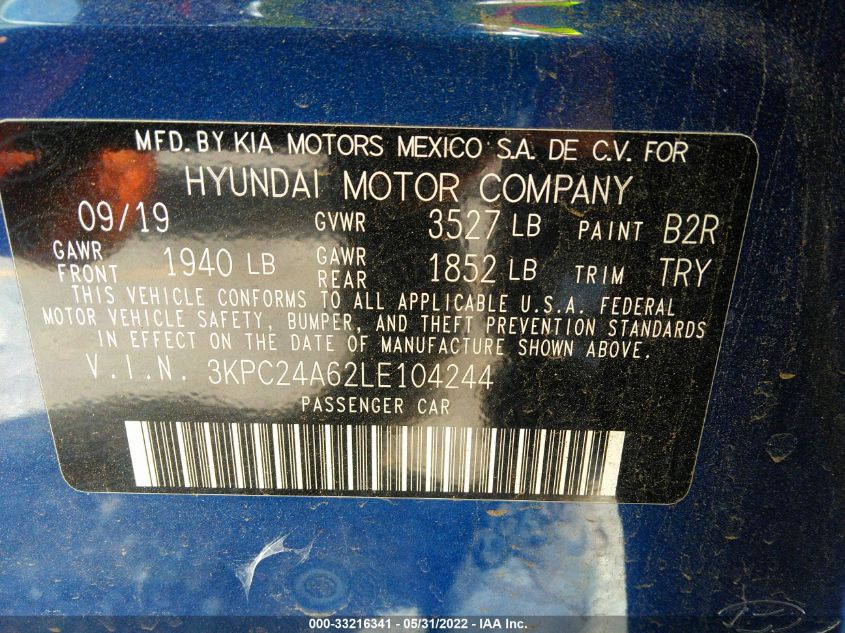 MFD. BY KIA MOTORS MEXICO S.A. DE C.V. FOR
HYUNDAI MOTOR COMPANY
09/19 GVWR 3527 LB PAINT B2R
GAWR FRONT 1940 LB GAWR REAR 1852 LB TRIM TRY
THIS VEHICLE CONFORMS TO ALL APPLICABLE U.S.A. FEDERAL
MOTOR VEHICLE SAFETY, BUMPER, AND THEFT PREVENTION STANDARDS
IN EFFECT ON THE DATE OF MANUFACTURE SHOWN ABOVE.
V.I.N. 3KPC24A62LE104244
PASSENGER CAR
000-33216341 - 05/31/2022 - IAA Inc.